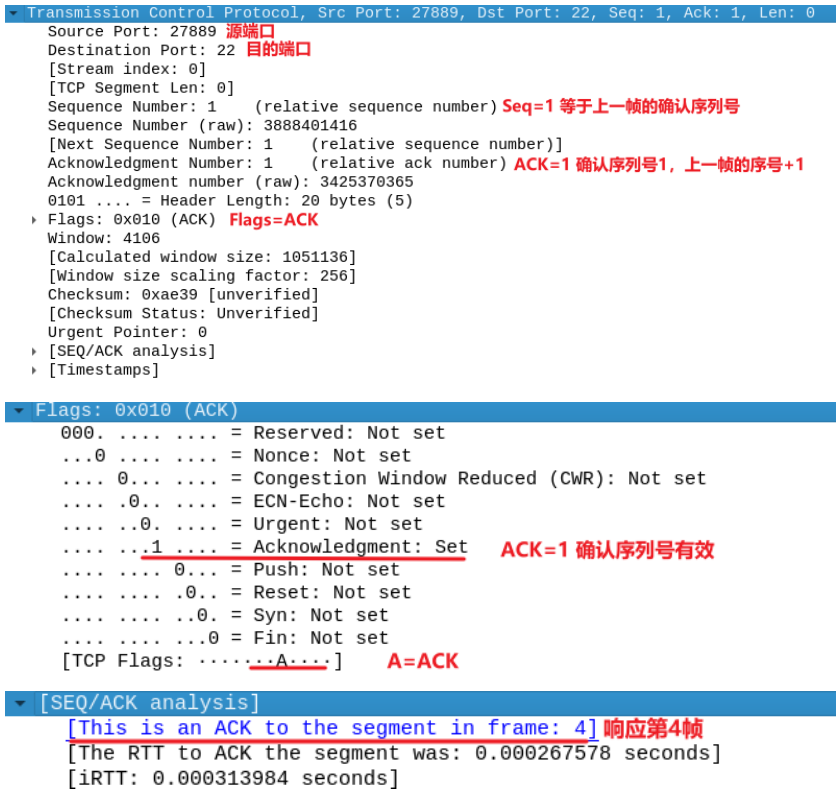 Transmission Control Protocol, Src Port: 27889, Dst Port: 22, Seq: 1, Ack: 1, Len: 0
Source Port: 27889 源端口
Destination Port: 22 目的端口
[Stream index: 0]
[TCP Segment Len: 0]
Sequence Number: 1    (relative sequence number) Seq=1 等于上一帧的确认序列号
Sequence Number (raw): 3888401416
[Next Sequence Number: 1    (relative sequence number)]
Acknowledgment Number: 1    (relative ack number) ACK=1 确认序列号1，上一帧的序号+1
Acknowledgment number (raw): 3425370365
0101 .... = Header Length: 20 bytes (5)
Flags: 0x010 (ACK) Flags=ACK
Window: 4106
[Calculated window size: 1051136]
[Window size scaling factor: 256]
Checksum: 0xae39 [unverified]
[Checksum Status: Unverified]
Urgent Pointer: 0
[SEQ/ACK analysis]
[Timestamps]
Flags: 0x010 (ACK)
000. .... .... = Reserved: Not set
...0 .... .... = Nonce: Not set
.... 0... .... = Congestion Window Reduced (CWR): Not set
.... .0.. .... = ECN-Echo: Not set
.... ..0. .... = Urgent: Not set
.... ...1 .... = Acknowledgment: Set ACK=1 确认序列号有效
.... .... 0... = Push: Not set
.... .... .0.. = Reset: Not set
.... .... ..0. = Syn: Not set
.... .... ...0 = Fin: Not set
[TCP Flags: ·······A····] A=ACK
[SEQ/ACK analysis]
[This is an ACK to the segment in frame: 4] 响应第4帧
[The RTT to ACK the segment was: 0.000267578 seconds]
[iRTT: 0.000313984 seconds]